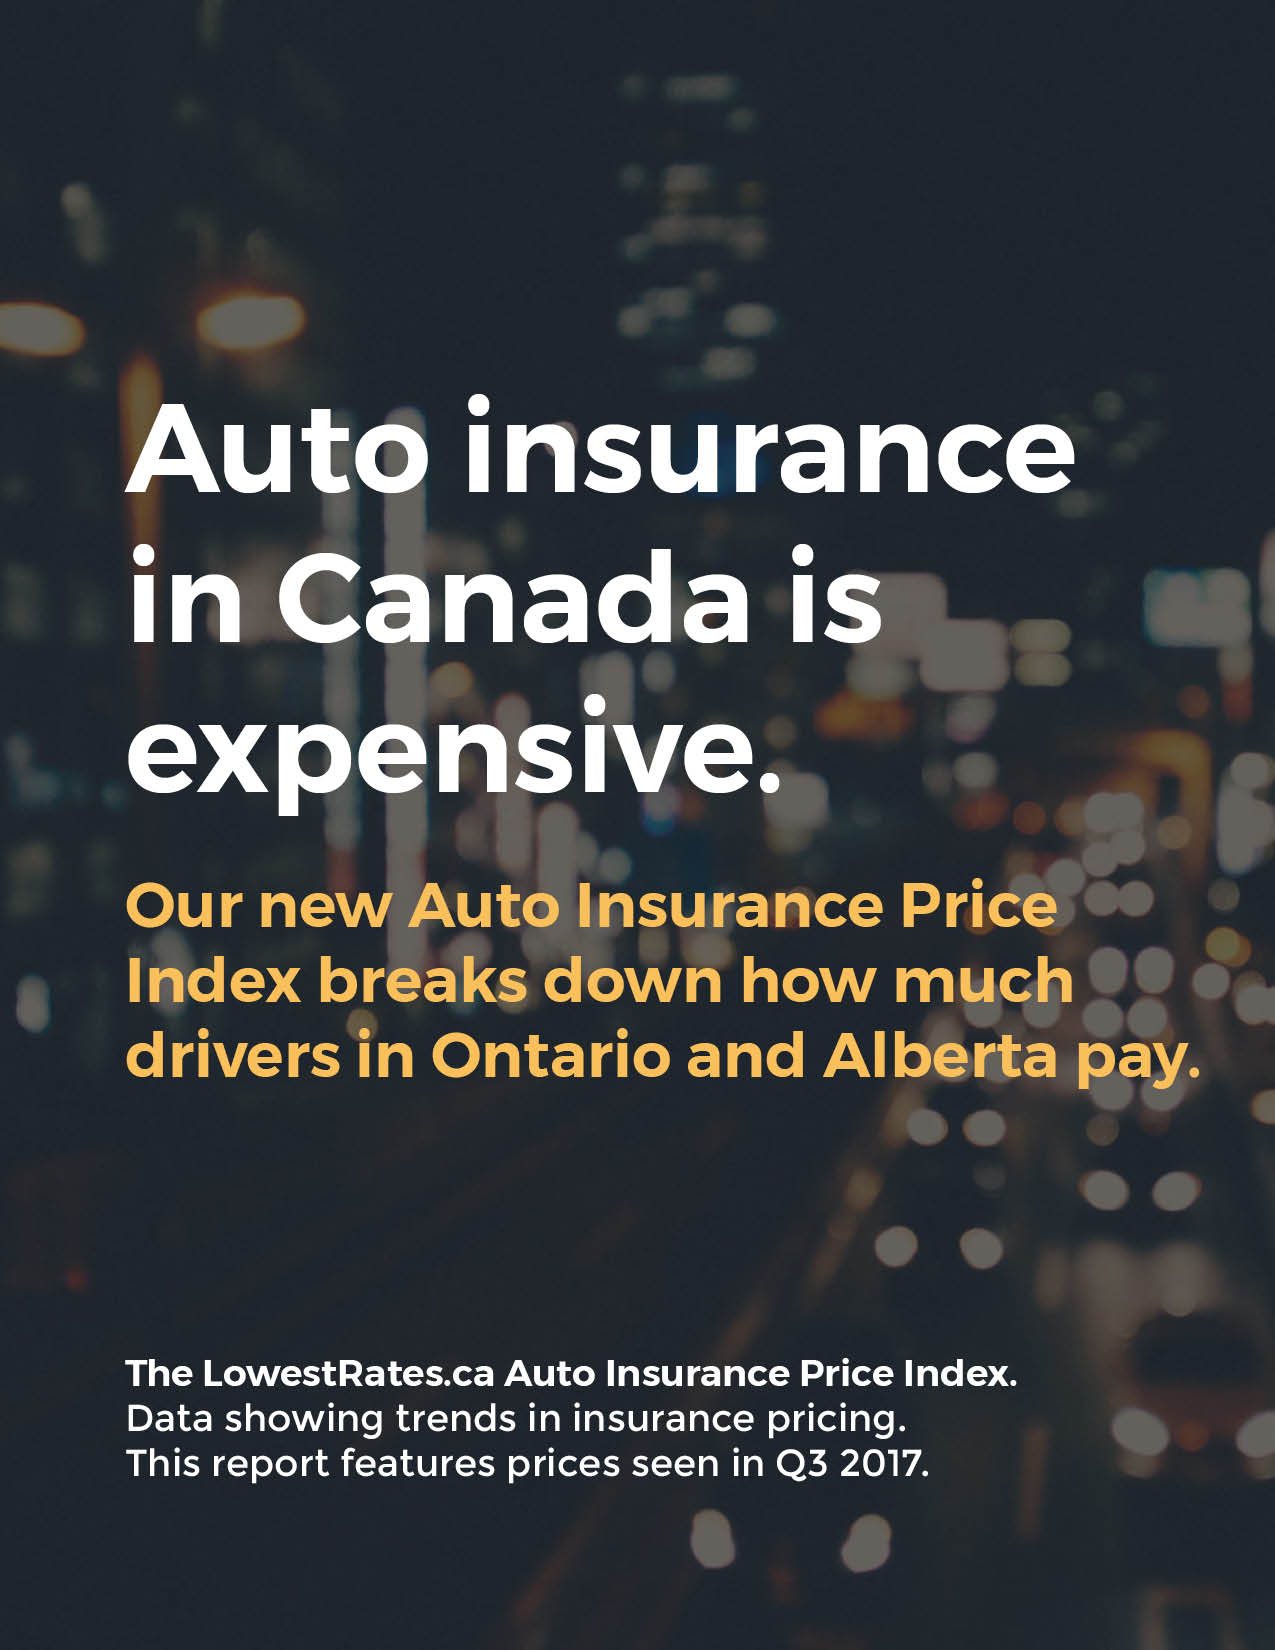 Auto insurance
in Canada is
expensive.
Our new Auto Insurance Price
Index breaks down how much
drivers in Ontario and Alberta pay.
The LowestRates.ca Auto Insurance Price Index.
Data showing trends in insurance pricing.
This report features prices seen in Q3 2017.